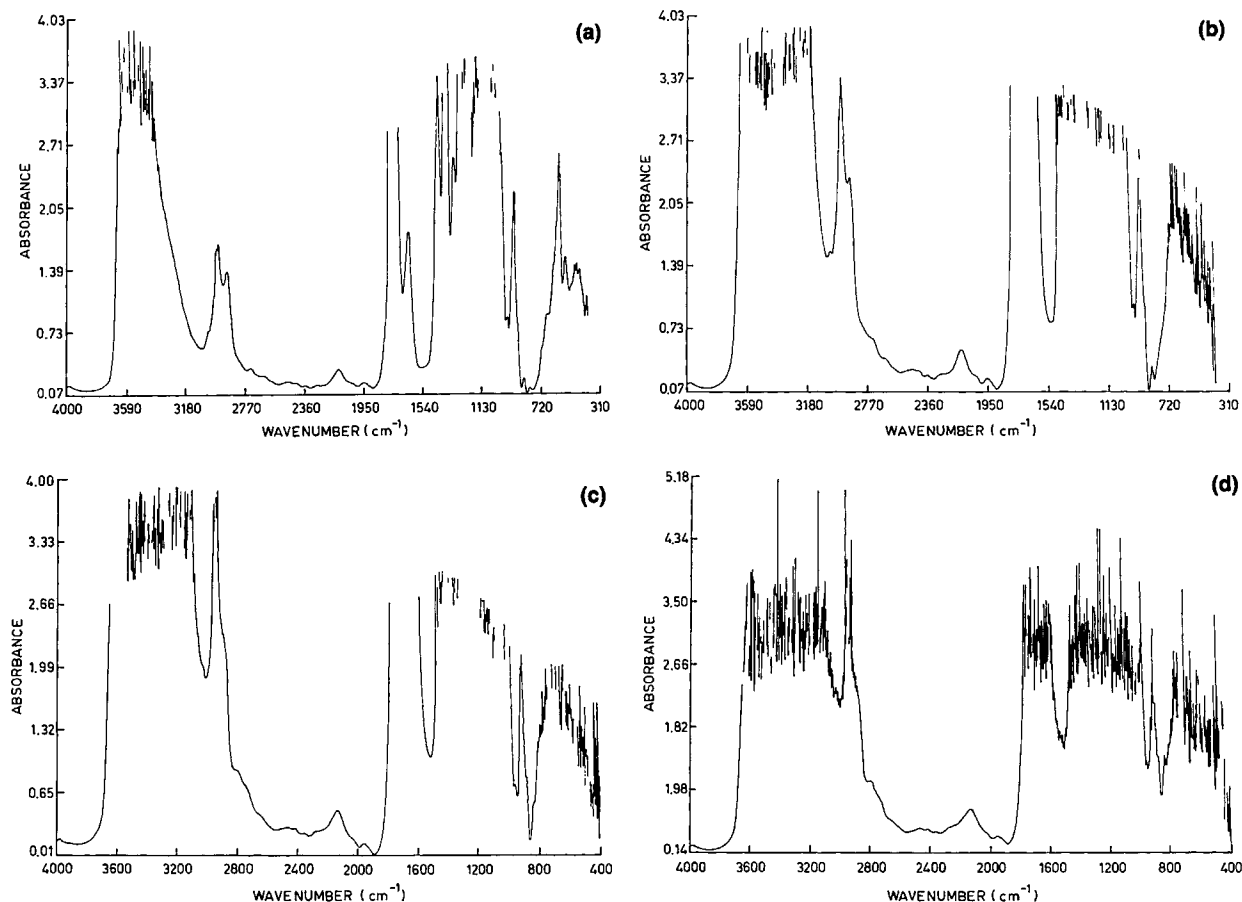 (a)
4.03
3.37
2.71
2.05
1.39
0.73
0.07
ABSORBANCE
4000 3590 3180 2770 2360 1950 1540 1130 720 310
WAVENUMBER (cm⁻¹)
(b)
4.03
3.37
2.71
2.05
1.39
0.73
0.07
ABSORBANCE
4000 3590 3180 2770 2360 1950 1540 1130 720 310
WAVENUMBER (cm⁻¹)
(c)
4.00
3.33
2.66
1.99
1.32
0.65
0.01
ABSORBANCE
4000 3600 3200 2800 2400 2000 1600 1200 800 400
WAVENUMBER (cm⁻¹)
(d)
5.18
4.34
3.50
2.66
1.82
1.98
0.14
ABSORBANCE
4000 3600 3200 2800 2400 2000 1600 1200 800 400
WAVENUMBER (cm⁻¹)